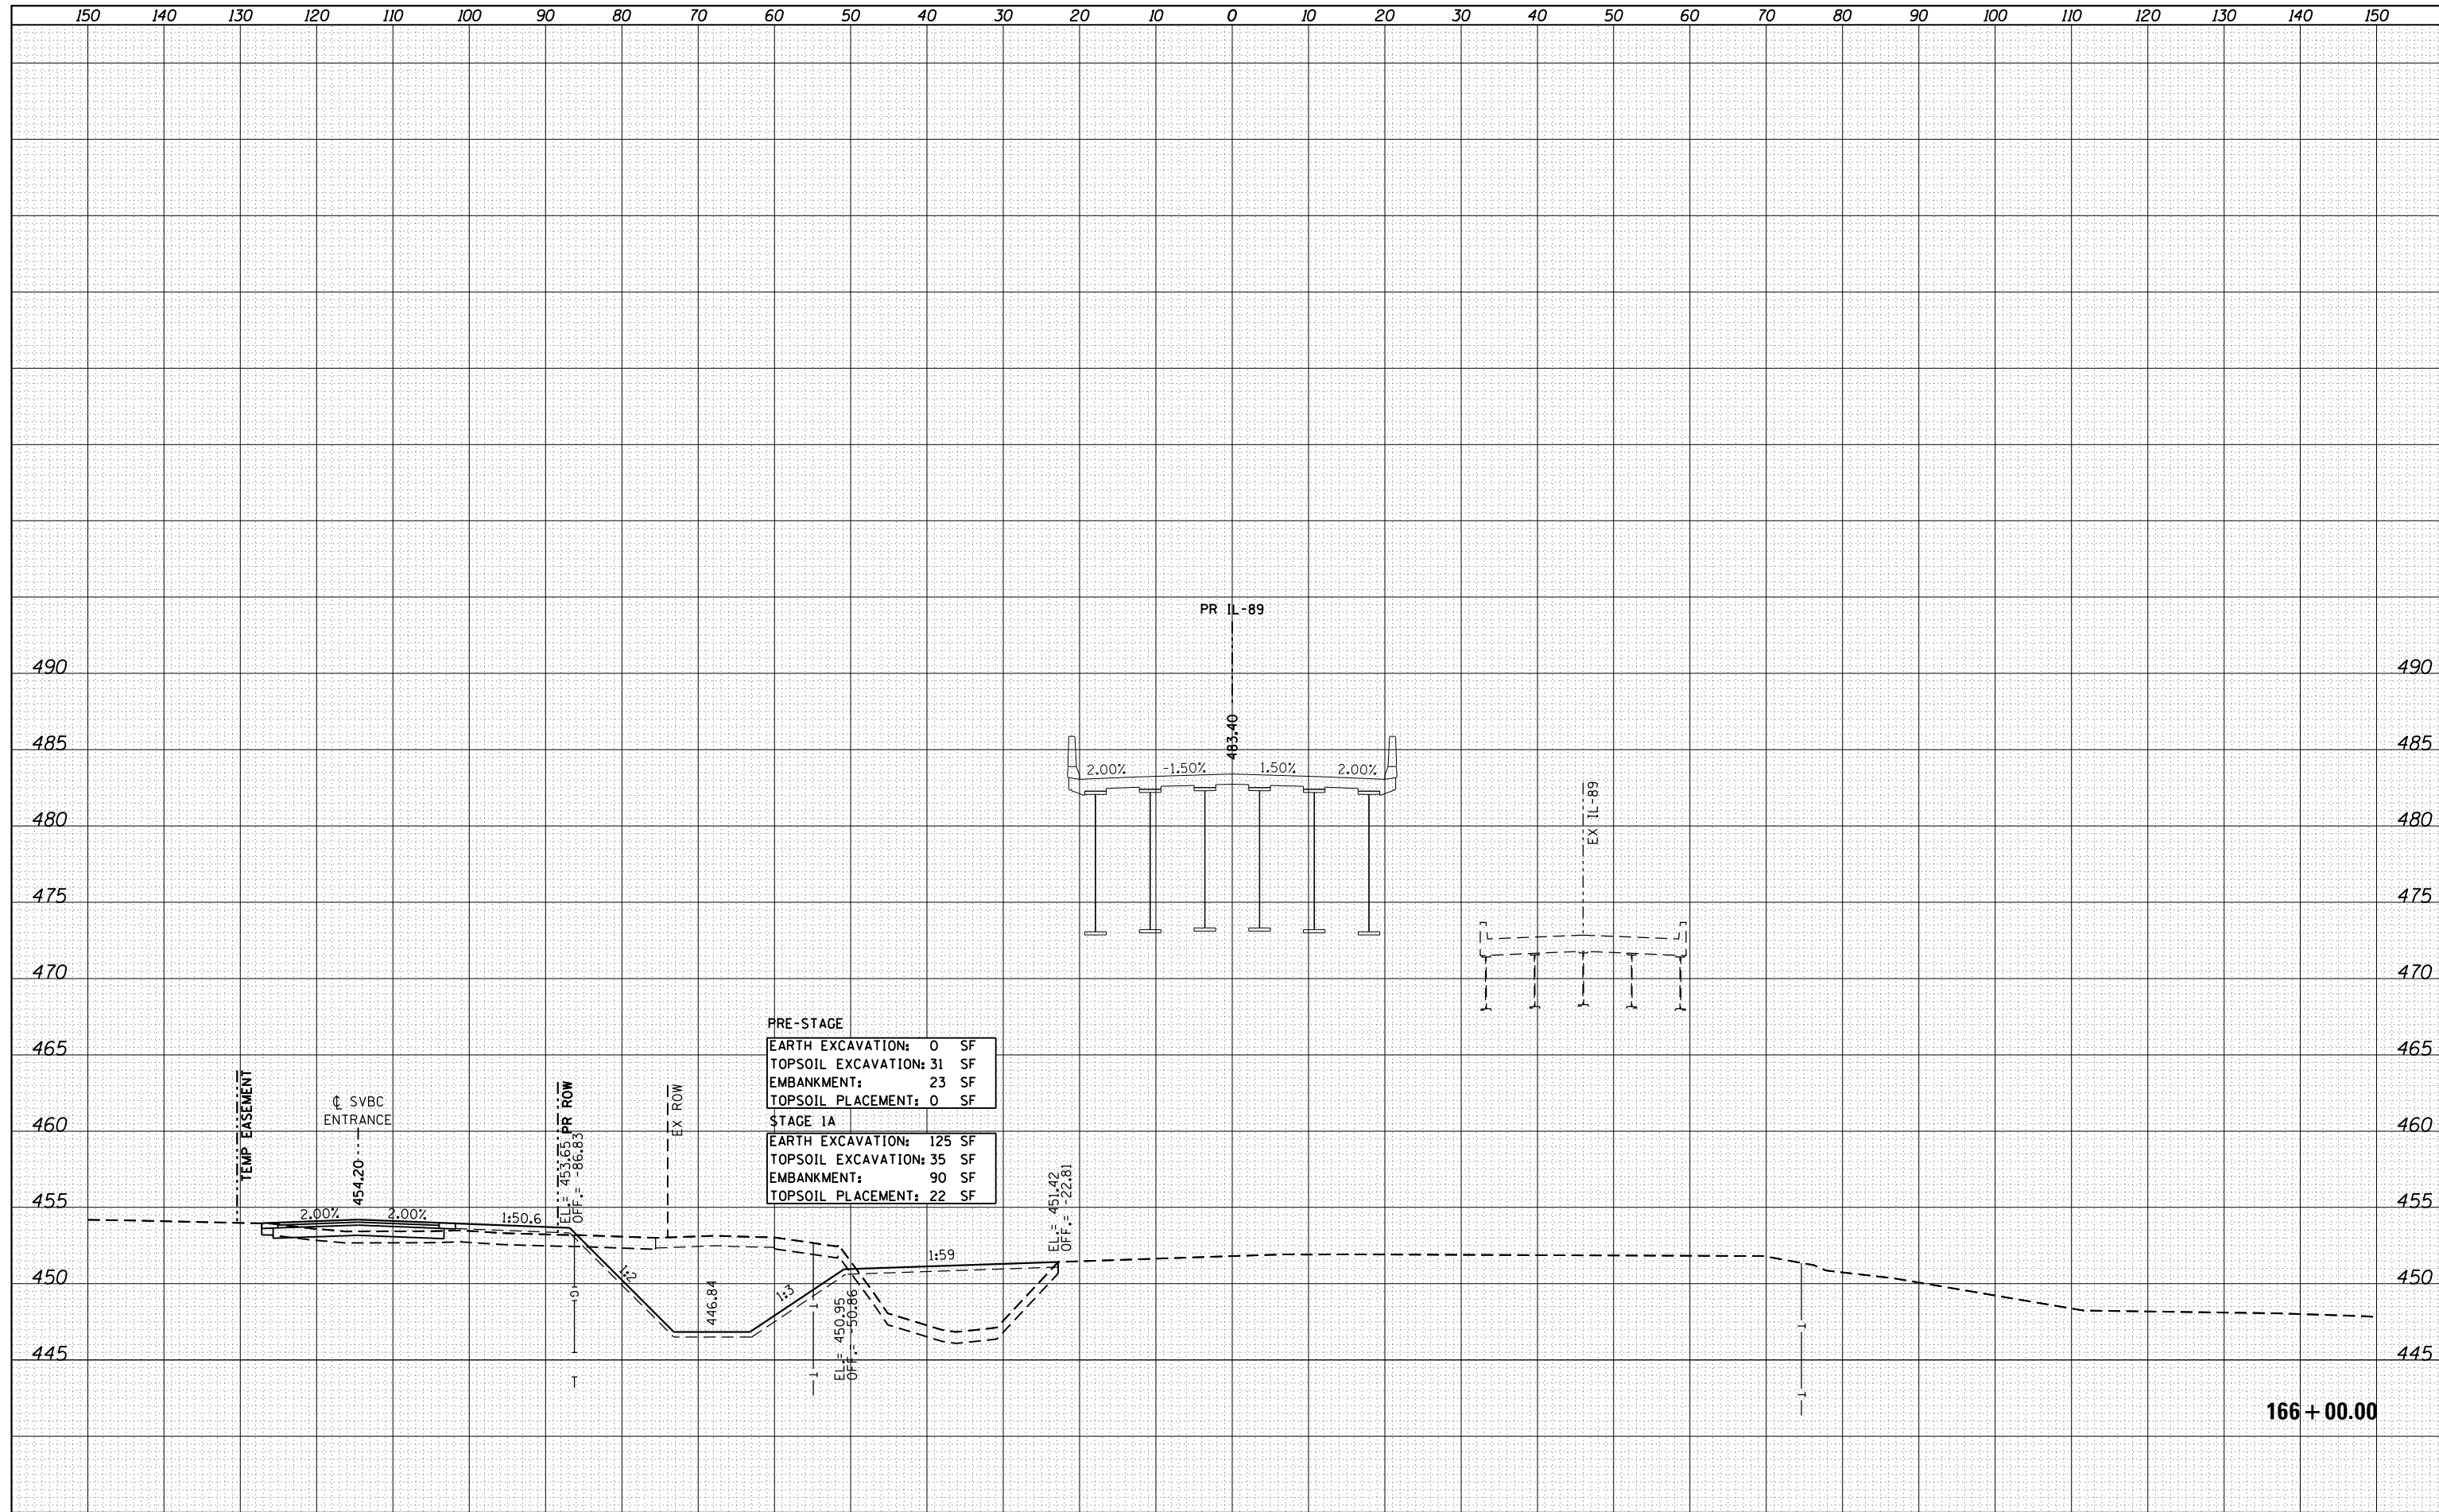 150 140 130 120 110 100 90 80 70 60 50 40 30 20 10 0 10 20 30 40 50 60 70 80 90 100 110 120 130 140 150
PR IL-89
490 490
483.40
485 485
2.00% -1.50% 1.50% 2.00%
EX IL-89
480 480
475 475
470 470
PRE-STAGE
EARTH EXCAVATION: 0 SF
TOPSOIL EXCAVATION: 31 SF
EMBANKMENT: 23 SF
TOPSOIL PLACEMENT: 0 SF
465 465
STAGE 1A
EARTH EXCAVATION: 125 SF
TOPSOIL EXCAVATION: 35 SF
EMBANKMENT: 90 SF
TOPSOIL PLACEMENT: 22 SF
460 460
TEMP EASEMENT
℄ SVBC
ENTRANCE
454.20
PR ROW
EL.= 453.65
OFF.= -86.83
EX ROW
EL.= 451.42
OFF.= -22.81
455 455
2.00% 2.00%
1:50.6
1:59
1:2
446.84
1:3
G
T
T
T
T
T
450 450
EL.= 450.95
OFF.= -50.86
445 445
166+00.00